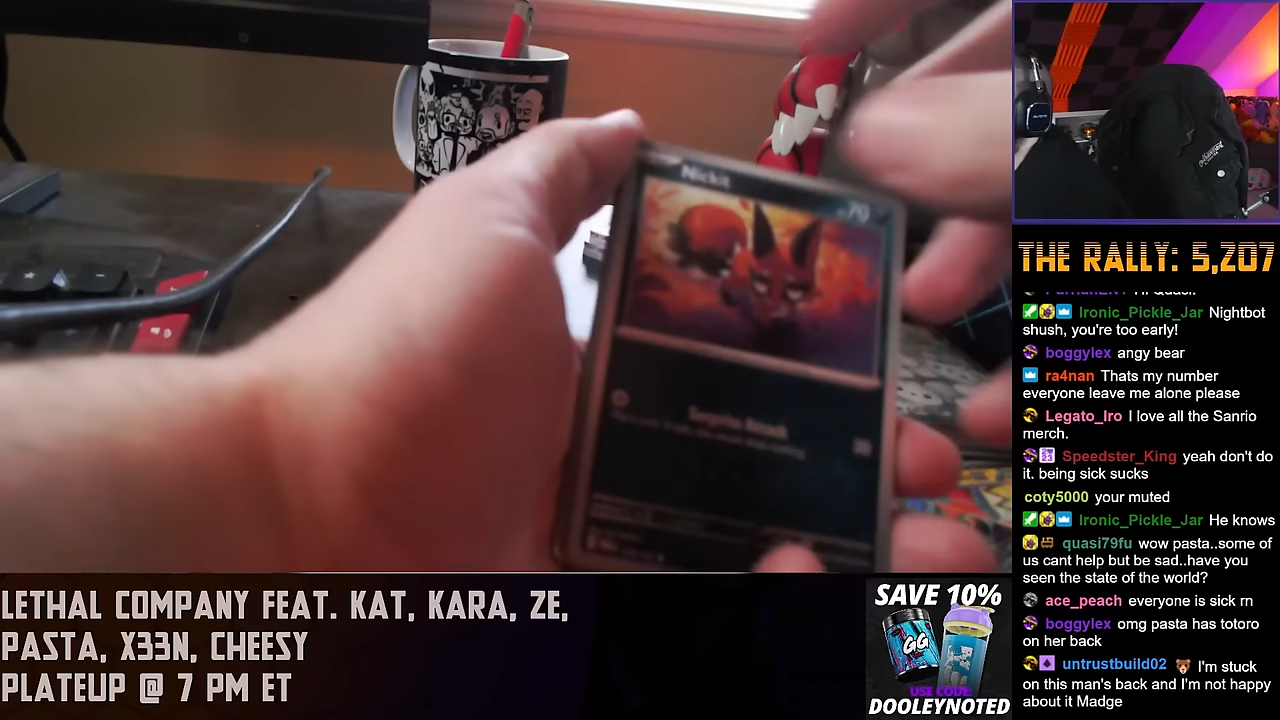 Nickit
70
THE RALLY: 5,207
Ironic_Pickle_Jar Nightbot
shush, you're too early!
boggylex angy bear
ra4nan Thats my number
everyone leave me alone please
Legato_Iro I love all the Sanrio
merch.
Speedster_King yeah don't do
it. being sick sucks
coty5000 your muted
Ironic_Pickle_Jar He knows
quasi79fu wow pasta..some of
us cant help but be sad..have you
seen the state of the world?
ace_peach everyone is sick rn
boggylex omg pasta has totoro
on her back
untrustbuild02 I'm stuck
on this man's back and I'm not happy
about it Madge
LETHAL COMPANY FEAT. KAT, KARA, ZE,
PASTA, X33N, CHEESY
PLATEUP @ 7 PM ET
SAVE 10%
GG
USE CODE:
DOOLEYNOTED